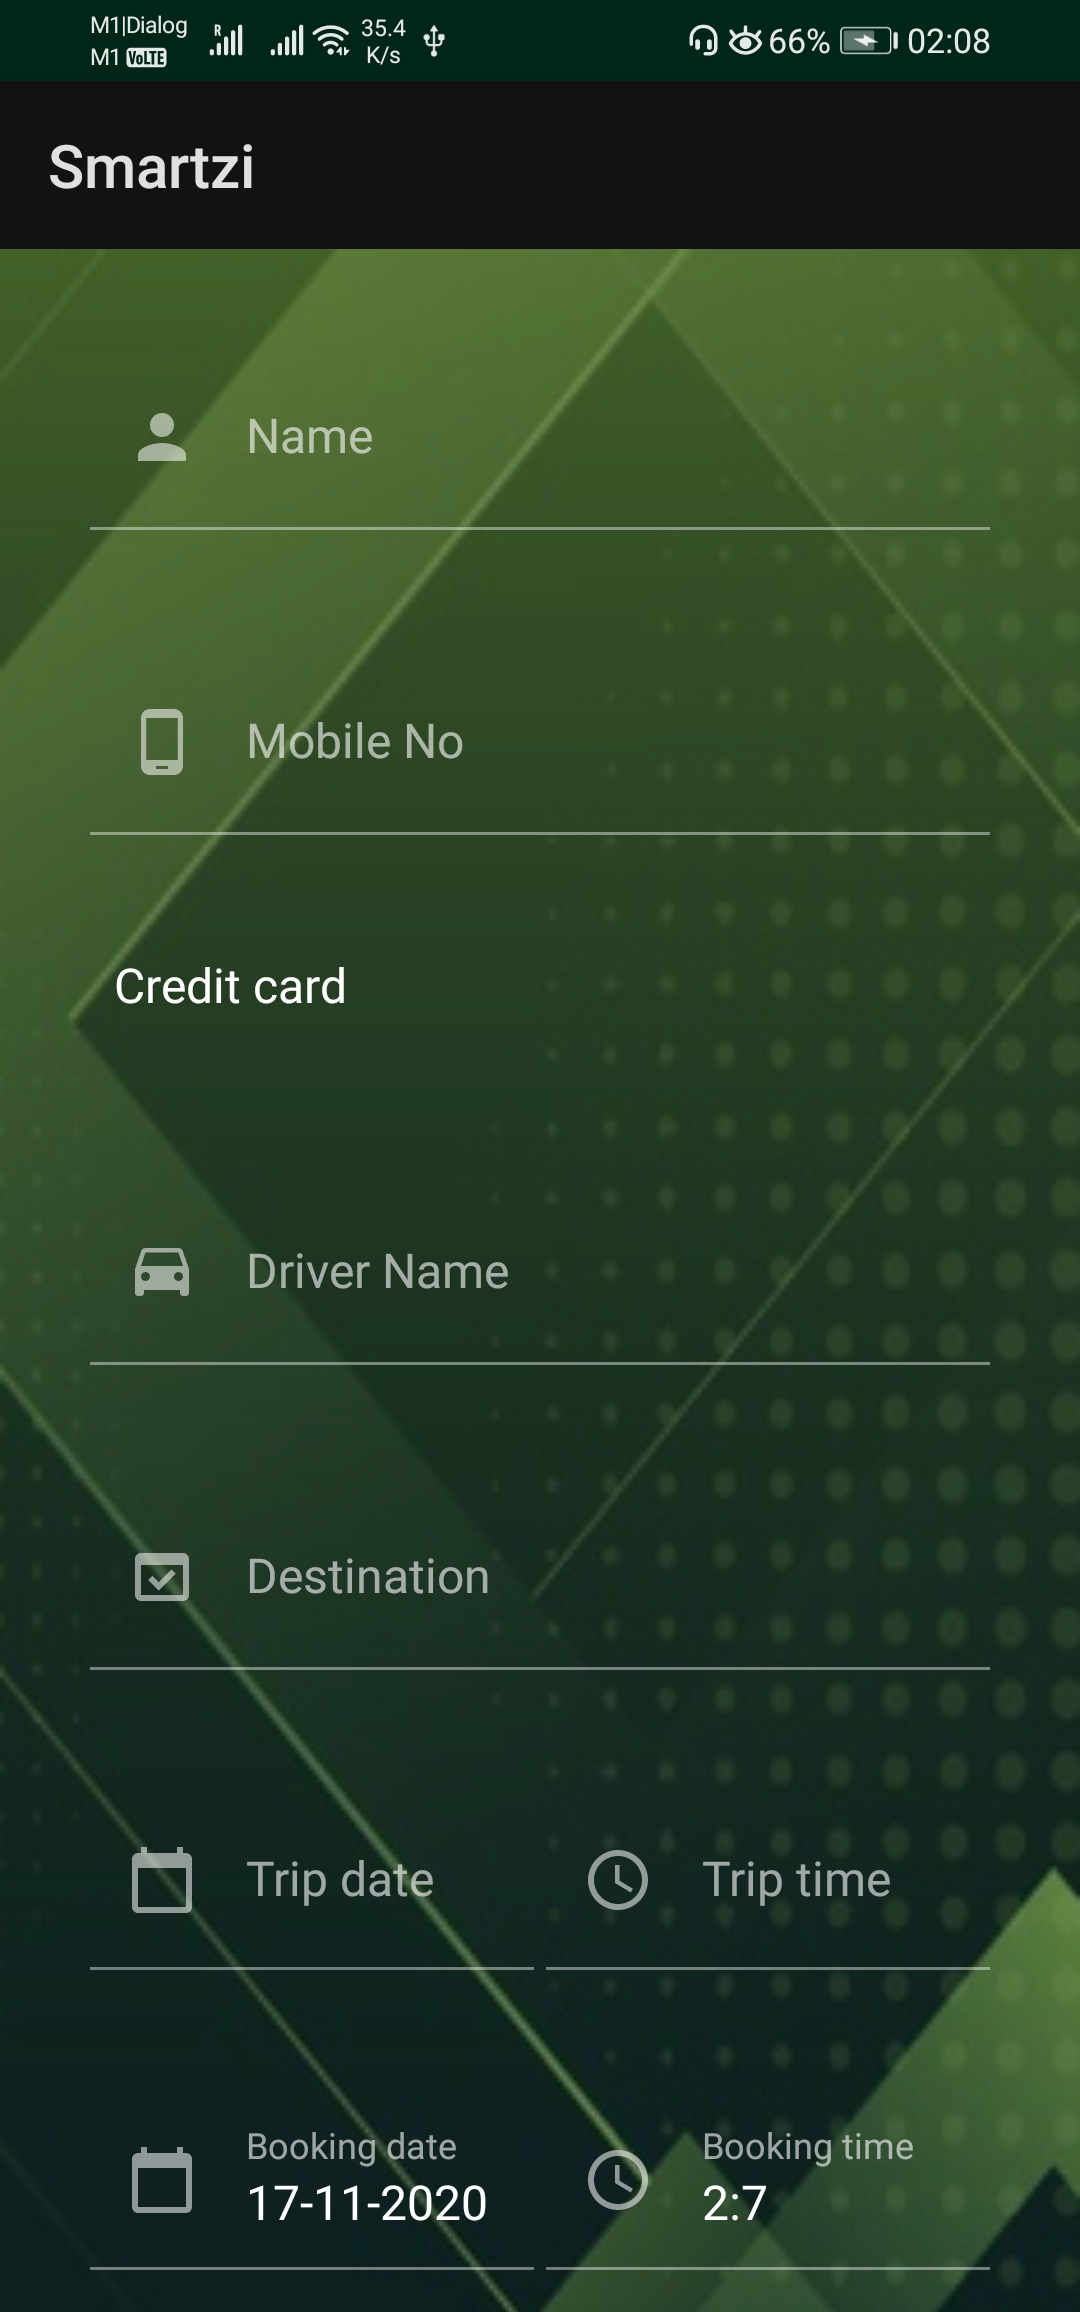 M1|Dialog
M1 VoLTE
R
35.4
K/s
66%
02:08
Smartzi
Name
Mobile No
Credit card
Driver Name
Destination
Trip date
Trip time
Booking date
17-11-2020
Booking time
2:7